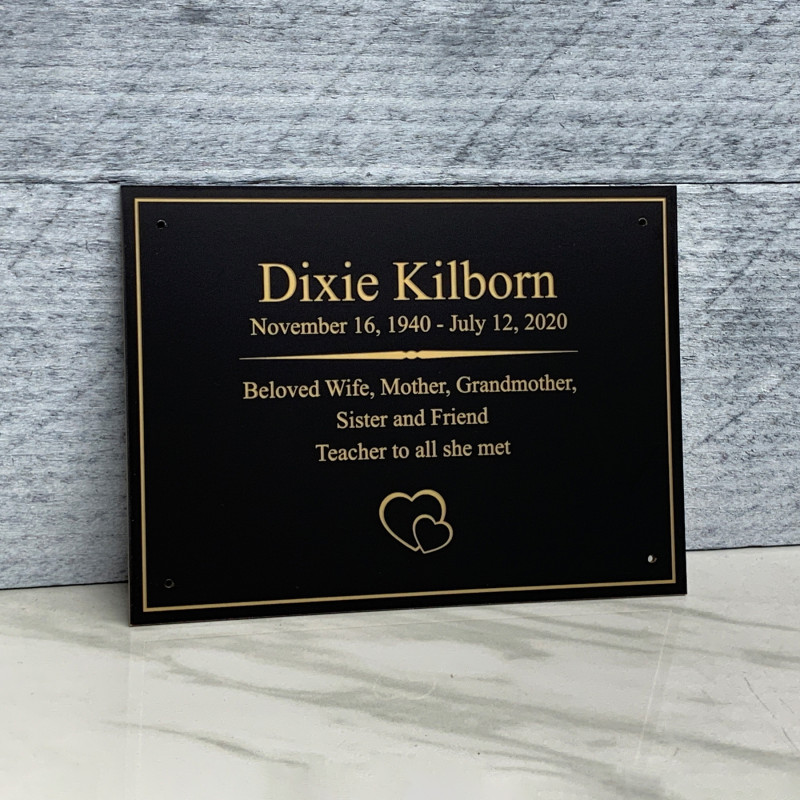 Dixie Kilborn
November 16, 1940 - July 12, 2020
Beloved Wife, Mother, Grandmother,
Sister and Friend
Teacher to all she met